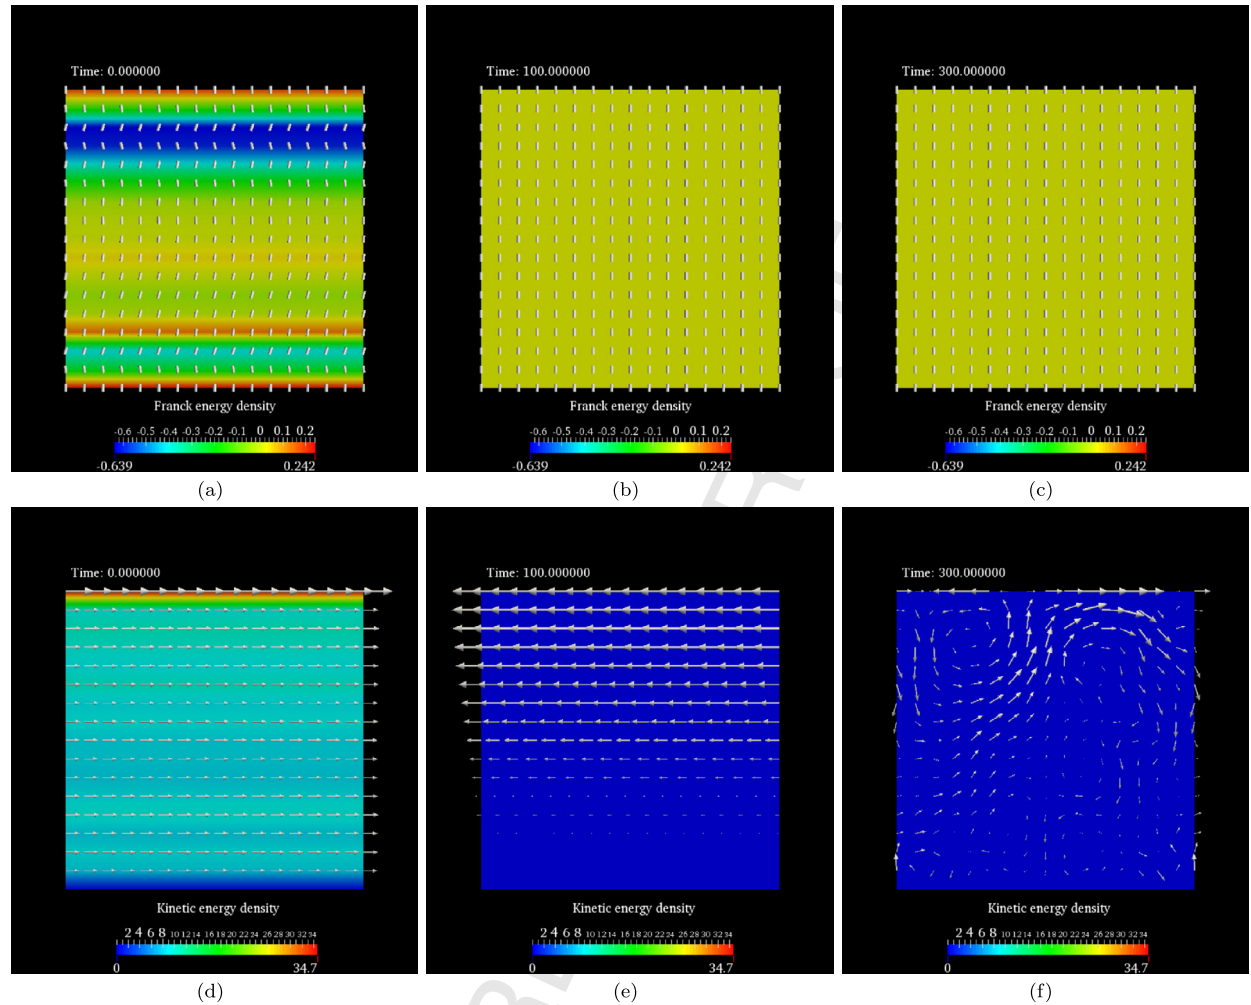 Time: 0.000000
Time: 100.000000
Time: 300.000000
Franck energy density
Franck energy density
Franck energy density
-0.6 -0.5 -0.4 -0.3 -0.2 -0.1 0 0.1 0.2
-0.6 -0.5 -0.4 -0.3 -0.2 -0.1 0 0.1 0.2
-0.6 -0.5 -0.4 -0.3 -0.2 -0.1 0 0.1 0.2
-0.639 0.242
-0.639 0.242
-0.639 0.242
(a)
(b)
(c)
Time: 0.000000
Time: 100.000000
Time: 300.000000
Kinetic energy density
Kinetic energy density
Kinetic energy density
2 4 6 8 10 12 14 16 18 20 22 24 26 28 30 32 34
2 4 6 8 10 12 14 16 18 20 22 24 26 28 30 32 34
2 4 6 8 10 12 14 16 18 20 22 24 26 28 30 32 34
0 34.7
0 34.7
0 34.7
(d)
(e)
(f)